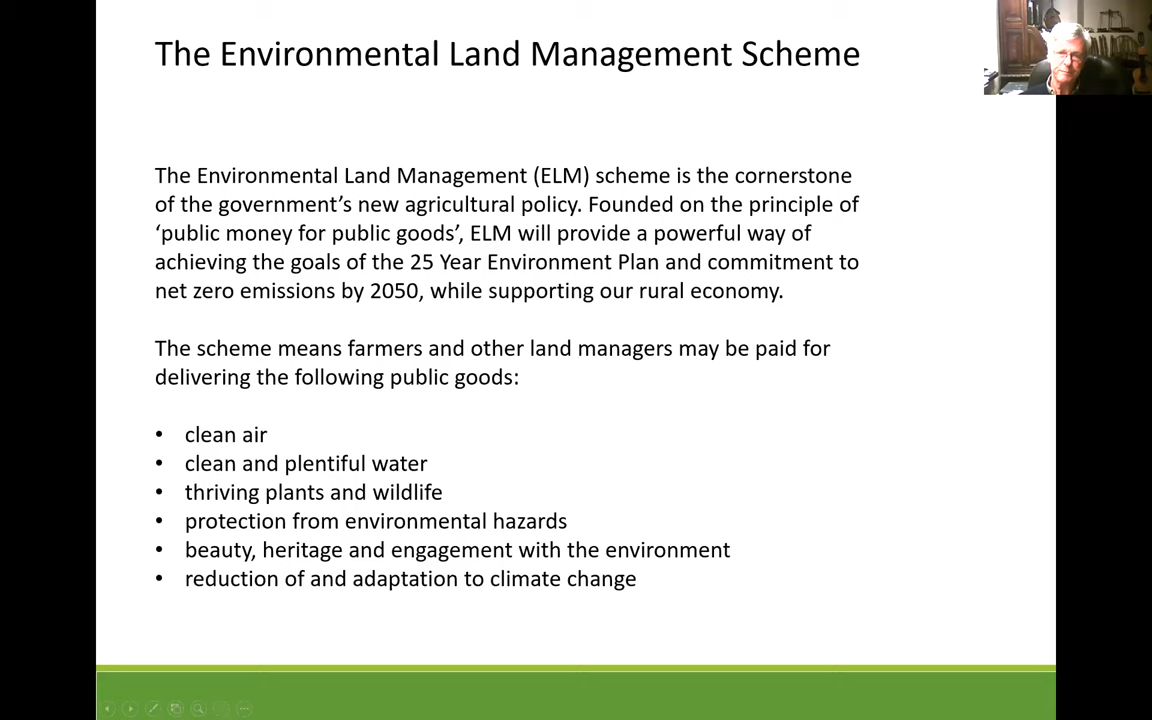 The Environmental Land Management Scheme
The Environmental Land Management (ELM) scheme is the cornerstone
of the government’s new agricultural policy. Founded on the principle of
‘public money for public goods’, ELM will provide a powerful way of
achieving the goals of the 25 Year Environment Plan and commitment to
net zero emissions by 2050, while supporting our rural economy.
The scheme means farmers and other land managers may be paid for
delivering the following public goods:
• clean air
• clean and plentiful water
• thriving plants and wildlife
• protection from environmental hazards
• beauty, heritage and engagement with the environment
• reduction of and adaptation to climate change